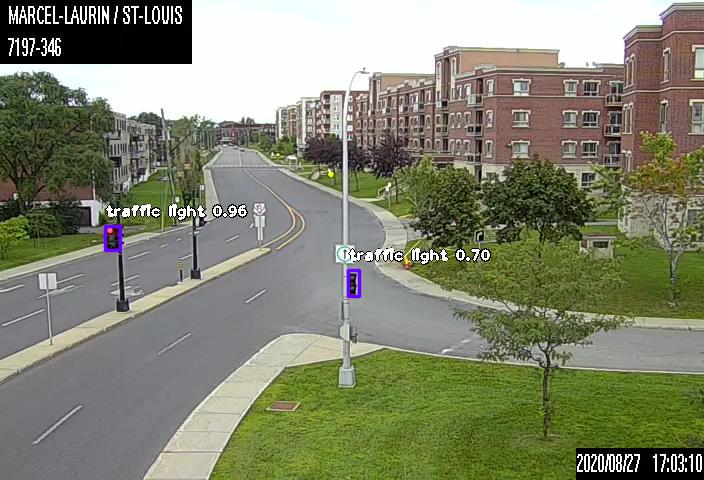 MARCEL-LAURIN / ST-LOUIS
7197-346
traffic light 0.96
traffic light 0.70
2020/08/27 17:03:10